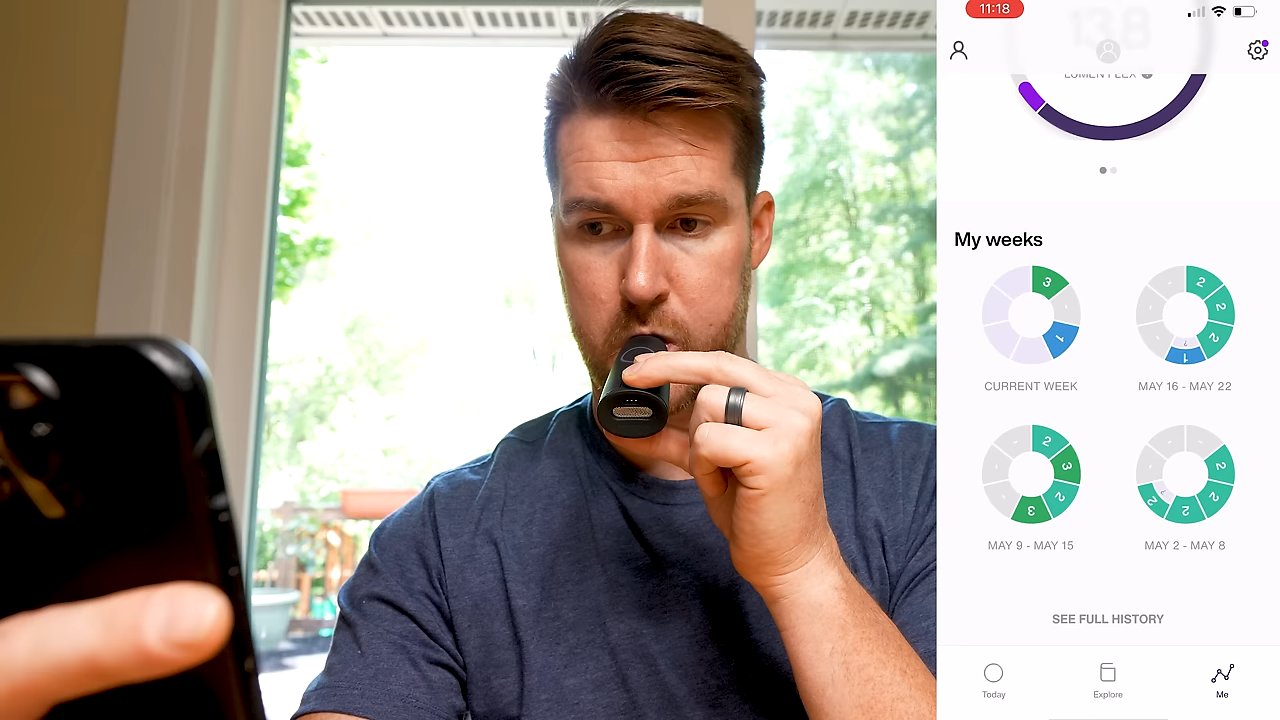 11:18
13.8
LUMEN FLEX
My weeks
3
-
1
CURRENT WEEK
- - 2
- 2
- 2
? 1
MAY 16 - MAY 22
- 2
- 3
- 2
3
MAY 9 - MAY 15
- -
- 2
2 ? 2
2
MAY 2 - MAY 8
SEE FULL HISTORY
Today
Explore
Me